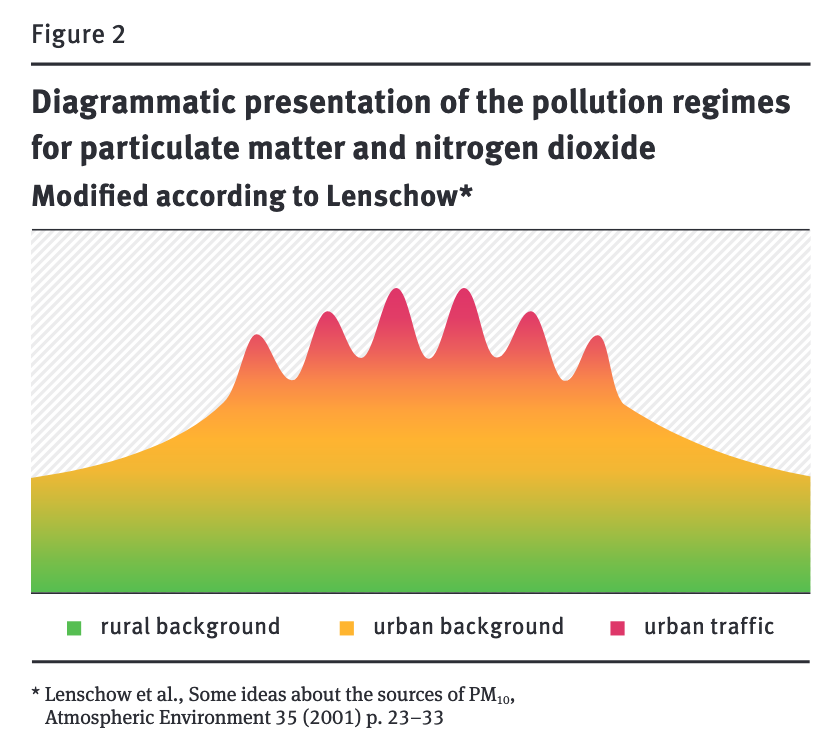 Figure 2
Diagrammatic presentation of the pollution regimes
for particulate matter and nitrogen dioxide
Modified according to Lenschow*
rural background
urban background
urban traffic
* Lenschow et al., Some ideas about the sources of PM₁₀,
Atmospheric Environment 35 (2001) p. 23–33